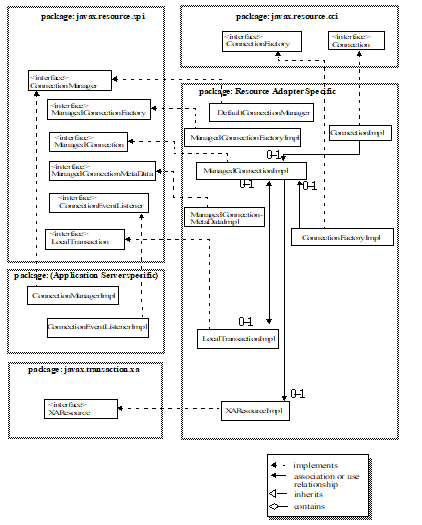 package: javax.resource.spi
package: javax.resource.cci
<interface>
ConnectionFactory
<interface>
Connection
<interface>
ConnectionManager
package: Resource Adapter Specific
<interface>
ManagedConnectionFactory
DefaultConnectionManager
ManagedConnectionFactoryImpl
ConnectionImpl
<interface>
ManagedConnection
0-1
<interface>
ManagedConnectionMetaData
ManagedConnectionImpl
0-1
0-1
<interface>
ConnectionEventListener
ManagedConnection-
MetaDataImpl
<interface>
LocalTransaction
ConnectionFactoryImpl
package: (Application Server specific)
ConnectionManagerImpl
ConnectionEventListenerImpl
0-1
LocalTransactionImpl
package: javax.transaction.xa
0-1
<interface>
XAResource
XAResourceImpl
implements
association or use
relationship
inherits
contains